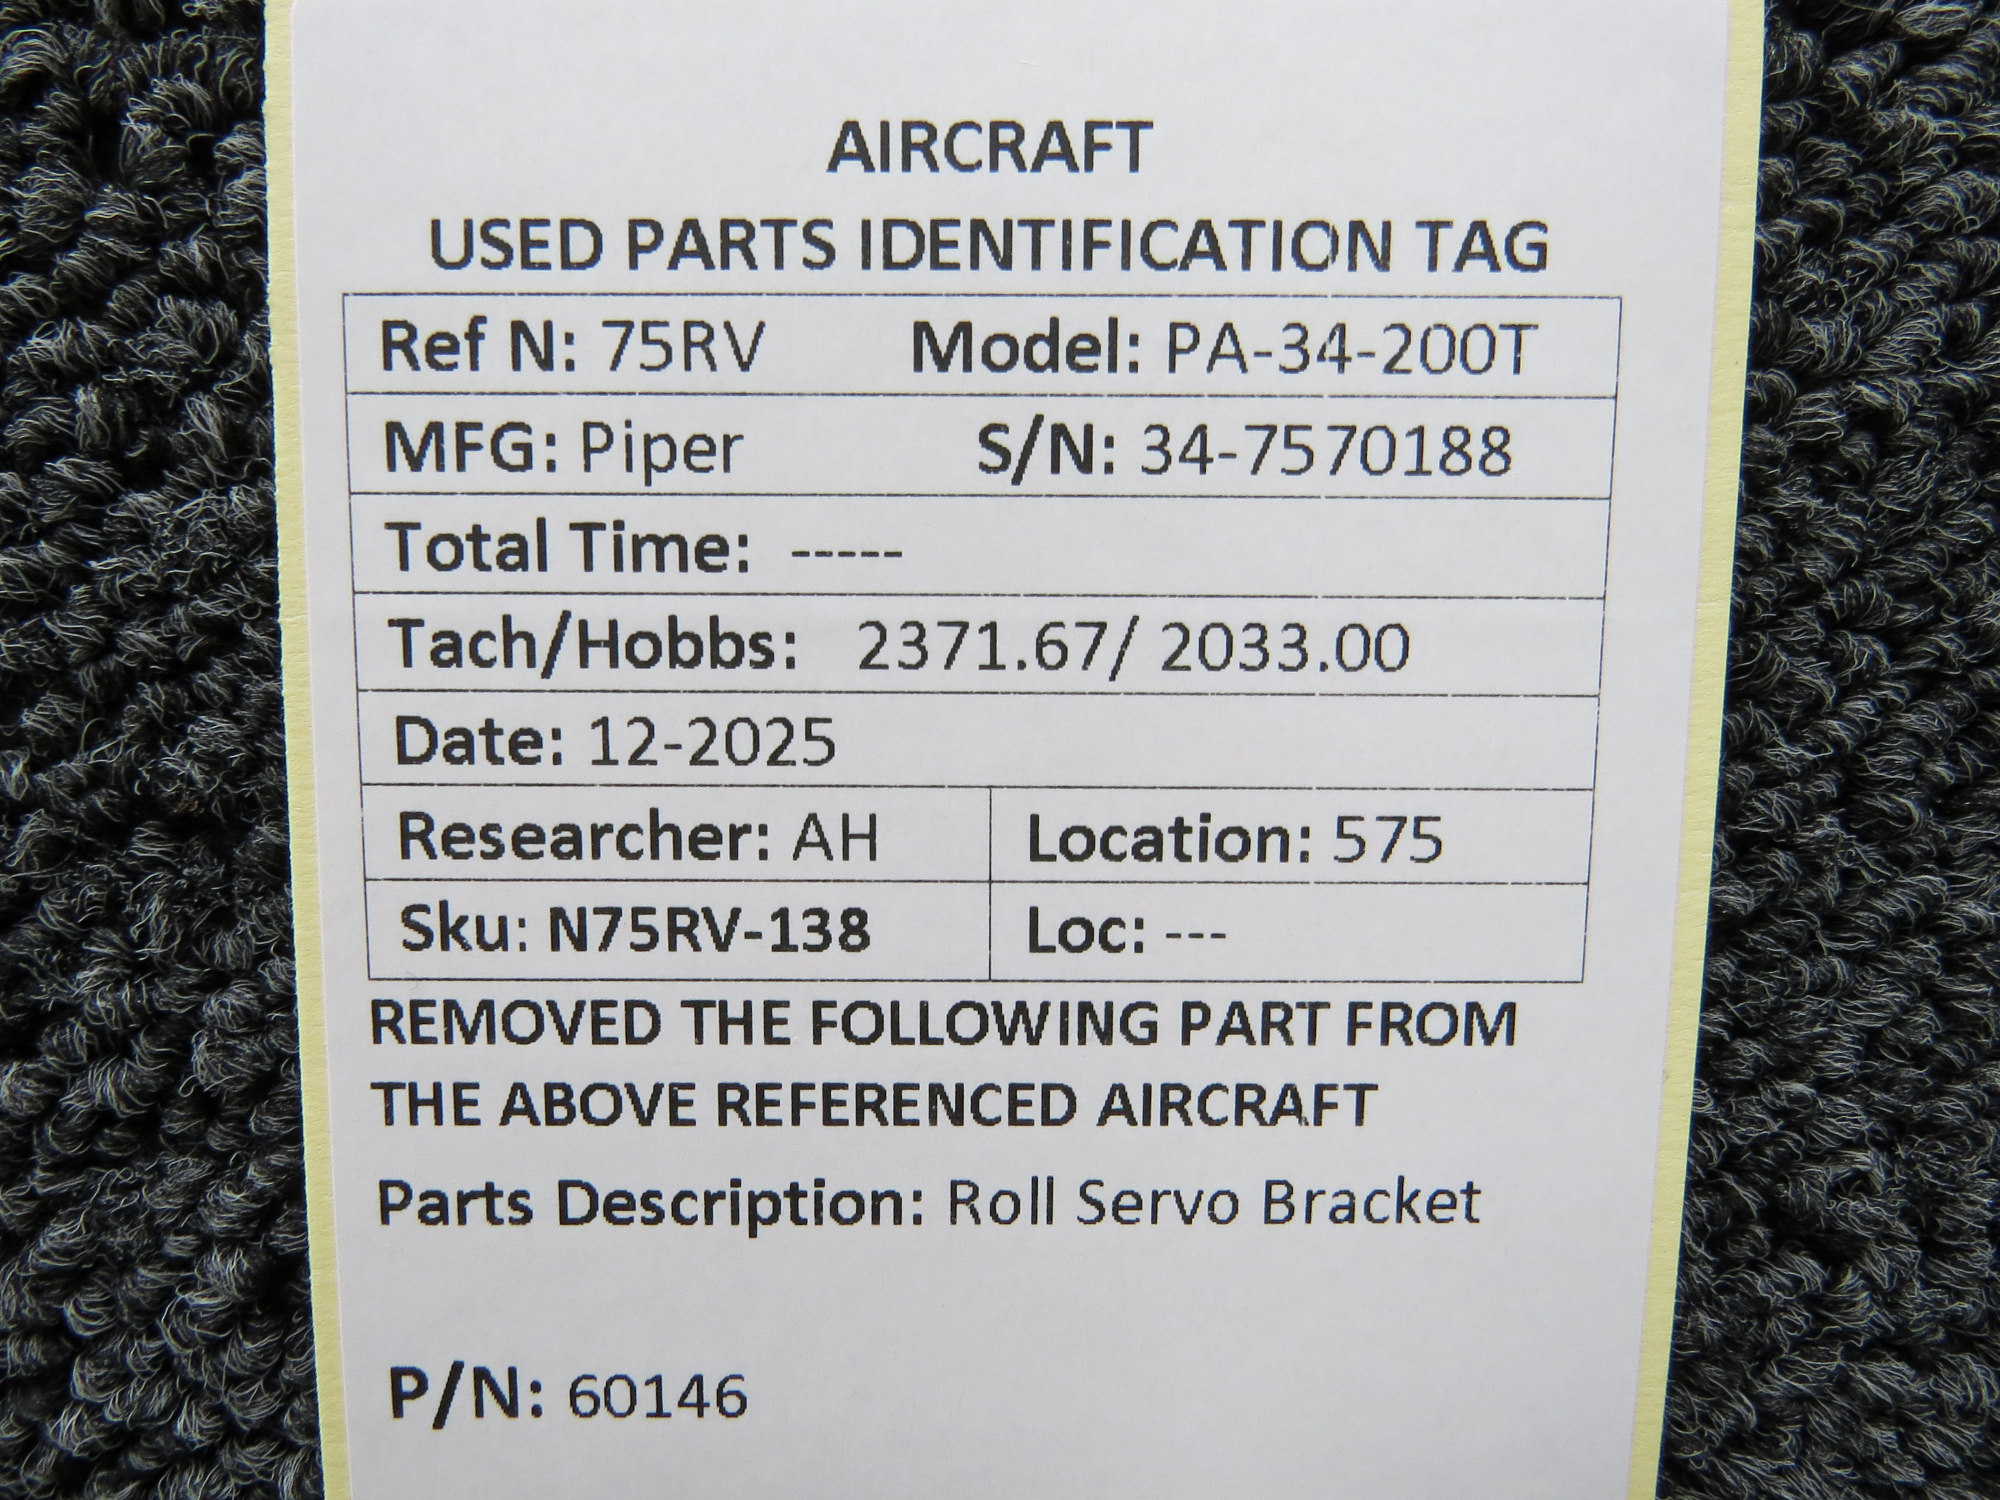 AIRCRAFT
USED PARTS IDENTIFICATION TAG
Ref N: 75RV Model: PA-34-200T
MFG: Piper S/N: 34-7570188
Total Time: -----
Tach/Hobbs: 2371.67/ 2033.00
Date: 12-2025
Researcher: AH Location: 575
Sku: N75RV-138 Loc: ---
REMOVED THE FOLLOWING PART FROM
THE ABOVE REFERENCED AIRCRAFT
Parts Description: Roll Servo Bracket
P/N: 60146